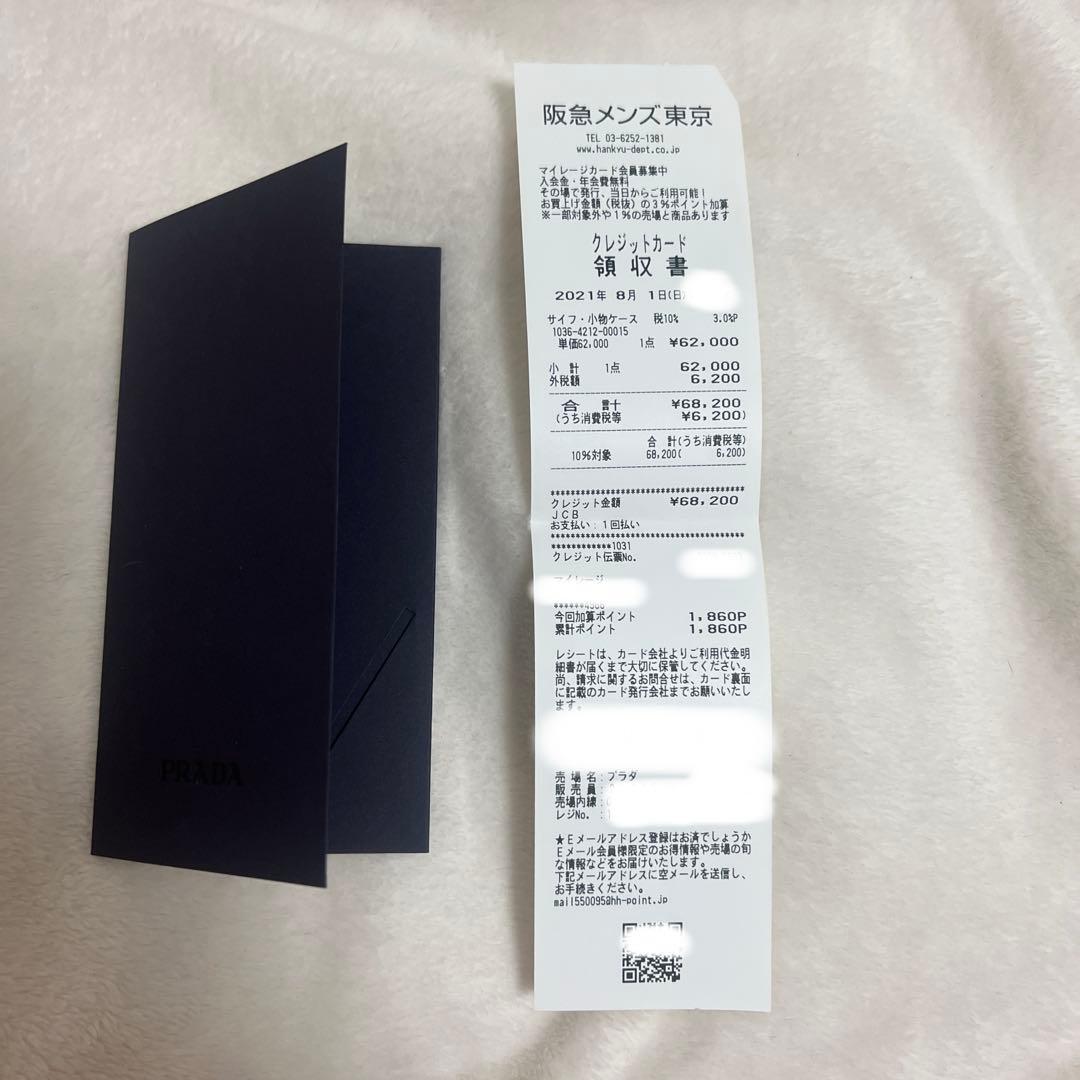 PRADA
阪急メンズ東京
TEL 03-6252-1381
www.hankyu-dept.co.jp
マイレージカード会員募集中
入会金・年会費無料
その場で発行、当日からご利用可能！
お買上げ金額（税抜）の３％ポイント加算
※一部対象外や１％の売場と商品あります
クレジットカード
領収書
2021年 8月 1日(日)
サイフ・小物ケース 税10% 3.0%P
1036-4212-00015
単価62,000 1点 ¥62,000
小 計 1点 62,000
外税額 6,200
合 計 ¥68,200
(うち消費税等 ¥6,200)
合 計(うち消費税等)
10%対象 68,200( 6,200)
************************************
クレジット金額 ¥68,200
ＪＣＢ
お支払い：１回払い
************************************
************1031
クレジット伝票No.
マイレージ
今回加算ポイント 1,860P
累計ポイント 1,860P
レシートは、カード会社よりご利用代金明
細書が届くまで大切に保管してください。
尚、請求に関するお問合せは、カード裏面
に記載のカード発行会社までお願いいたし
ます。
売 場 名：プラダ
販 売 員：
売場内線：
レジNo. ：
★Ｅメールアドレス登録はお済でしょうか
Ｅメール会員様限定のお得情報や売場の旬
な情報などをお届けいたします。
下記メールアドレスに空メールを送信し、
お手続きください。
mail550095@hh-point.jp